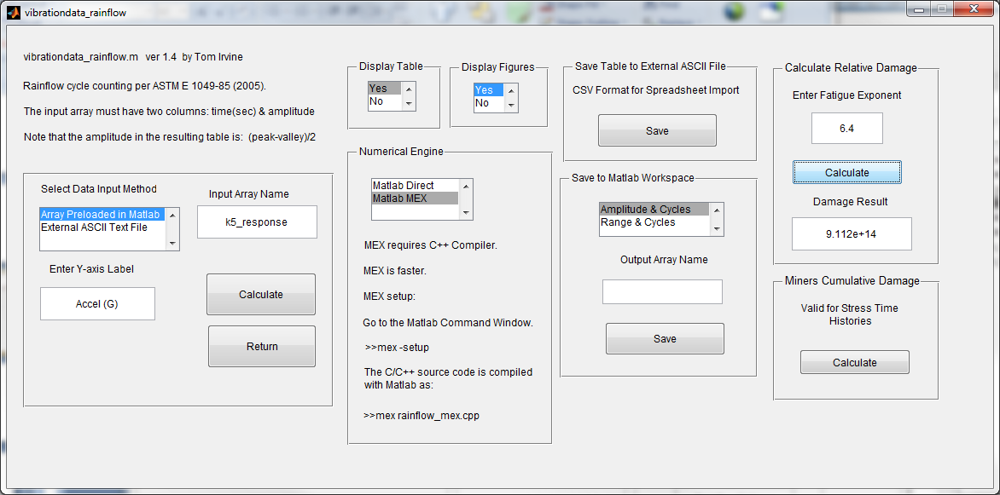 vibrationdata_rainflow
vibrationdata_rainflow.m ver 1.4 by Tom Irvine
Rainflow cycle counting per ASTM E 1049-85 (2005).
The input array must have two columns: time(sec) & amplitude
Note that the amplitude in the resulting table is: (peak-valley)/2
Select Data Input Method
Array Preloaded in Matlab
External ASCII Text File
Input Array Name
k5_response
Enter Y-axis Label
Accel (G)
Calculate
Return
Display Table
Yes
No
Display Figures
Yes
No
Numerical Engine
Matlab Direct
Matlab MEX
MEX requires C++ Compiler.
MEX is faster.
MEX setup:
Go to the Matlab Command Window.
>>mex -setup
The C/C++ source code is compiled
with Matlab as:
>>mex rainflow_mex.cpp
Save Table to External ASCII File
CSV Format for Spreadsheet Import
Save
Save to Matlab Workspace
Amplitude & Cycles
Range & Cycles
Output Array Name
Save
Calculate Relative Damage
Enter Fatigue Exponent
6.4
Calculate
Damage Result
9.112e+14
Miners Cumulative Damage
Valid for Stress Time
Histories
Calculate